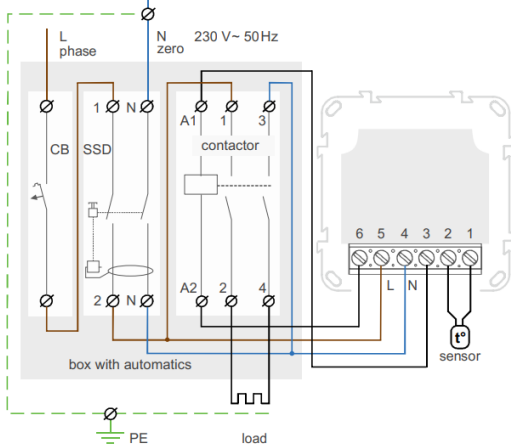 L
phase
N
zero
230 V~ 50 Hz
1
N
A1
1
3
CB
SSD
contactor
6
5
4
3
2
1
L
N
2
N
A2
2
4
t°
sensor
box with automatics
PE
load